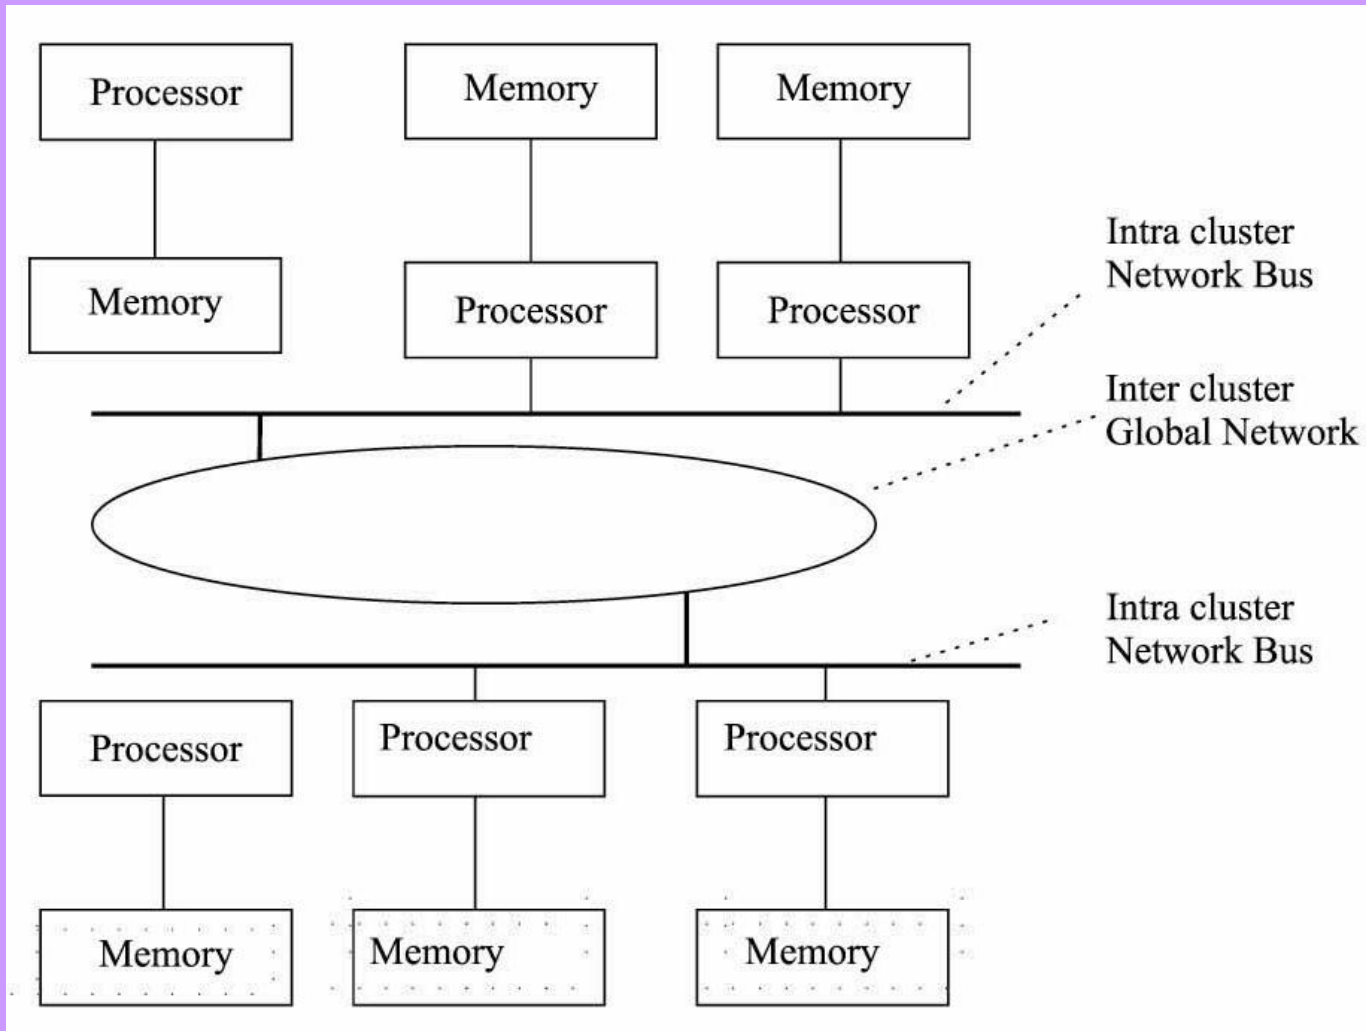 Processor
Memory
Memory
Memory
Processor
Processor
Intra cluster
Network Bus
Inter cluster
Global Network
Intra cluster
Network Bus
Processor
Processor
Processor
Memory
Memory
Memory